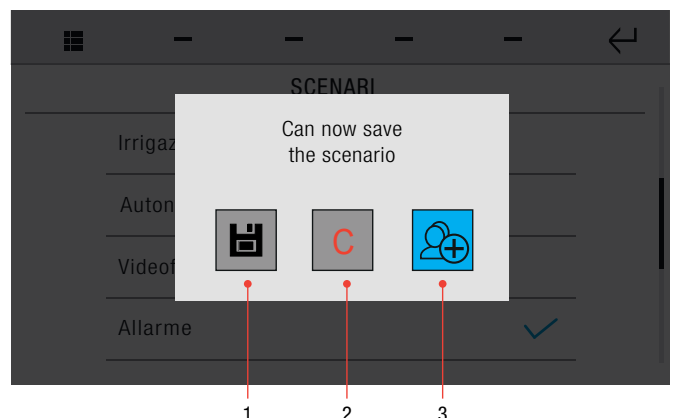 SCENARI
Can now save
the scenario
Irrigaz
Auton
Videof
C
Allarme
1 2 3